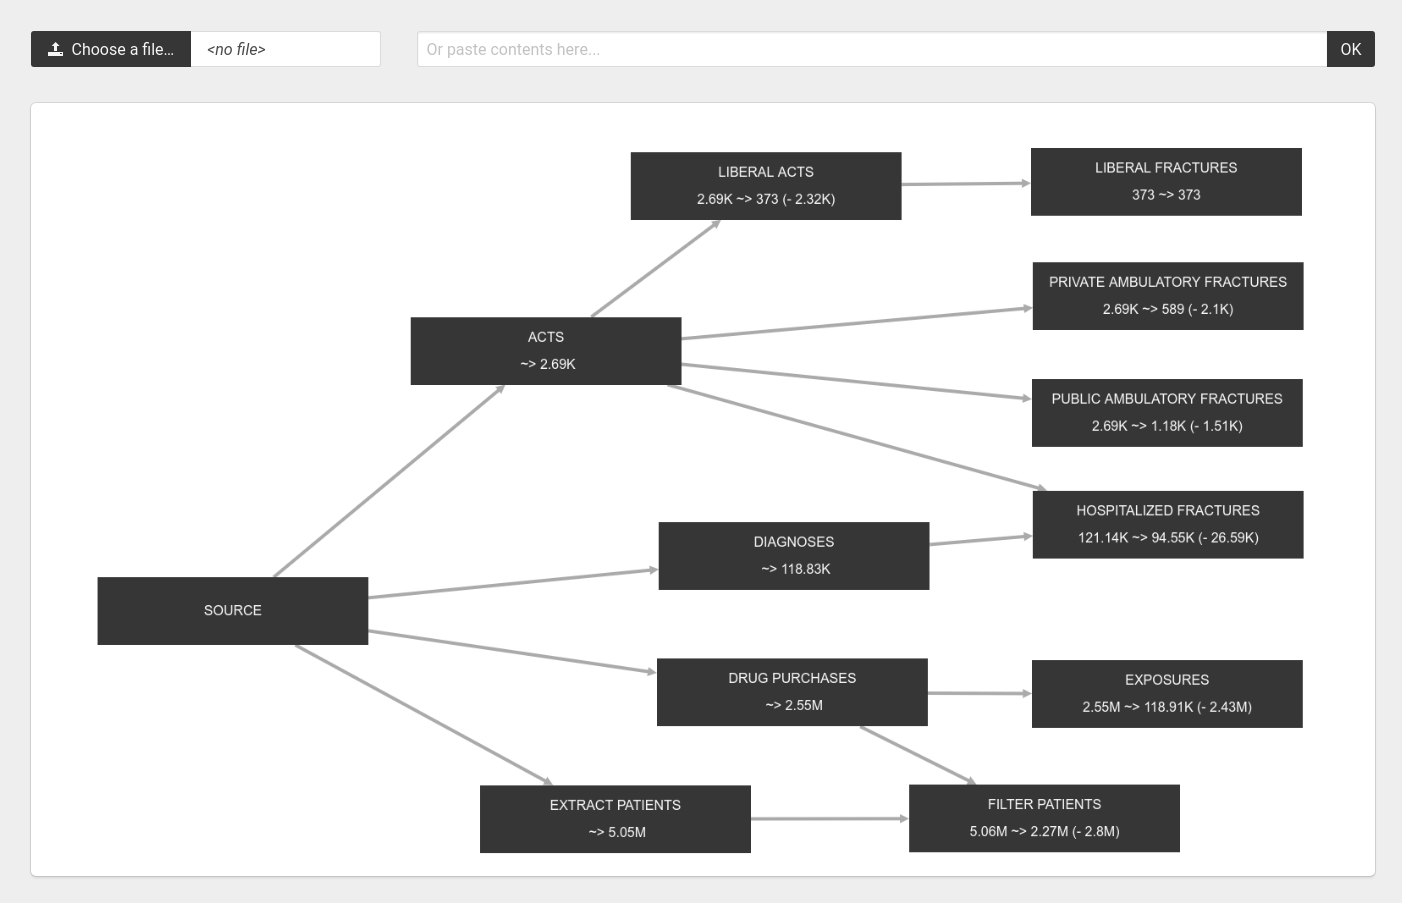 Choose a file…
<no file>
Or paste contents here...
OK
LIBERAL ACTS
2.69K ~> 373 (- 2.32K)
LIBERAL FRACTURES
373 ~> 373
PRIVATE AMBULATORY FRACTURES
2.69K ~> 589 (- 2.1K)
ACTS
~> 2.69K
PUBLIC AMBULATORY FRACTURES
2.69K ~> 1.18K (- 1.51K)
HOSPITALIZED FRACTURES
121.14K ~> 94.55K (- 26.59K)
DIAGNOSES
~> 118.83K
SOURCE
DRUG PURCHASES
~> 2.55M
EXPOSURES
2.55M ~> 118.91K (- 2.43M)
EXTRACT PATIENTS
~> 5.05M
FILTER PATIENTS
5.06M ~> 2.27M (- 2.8M)